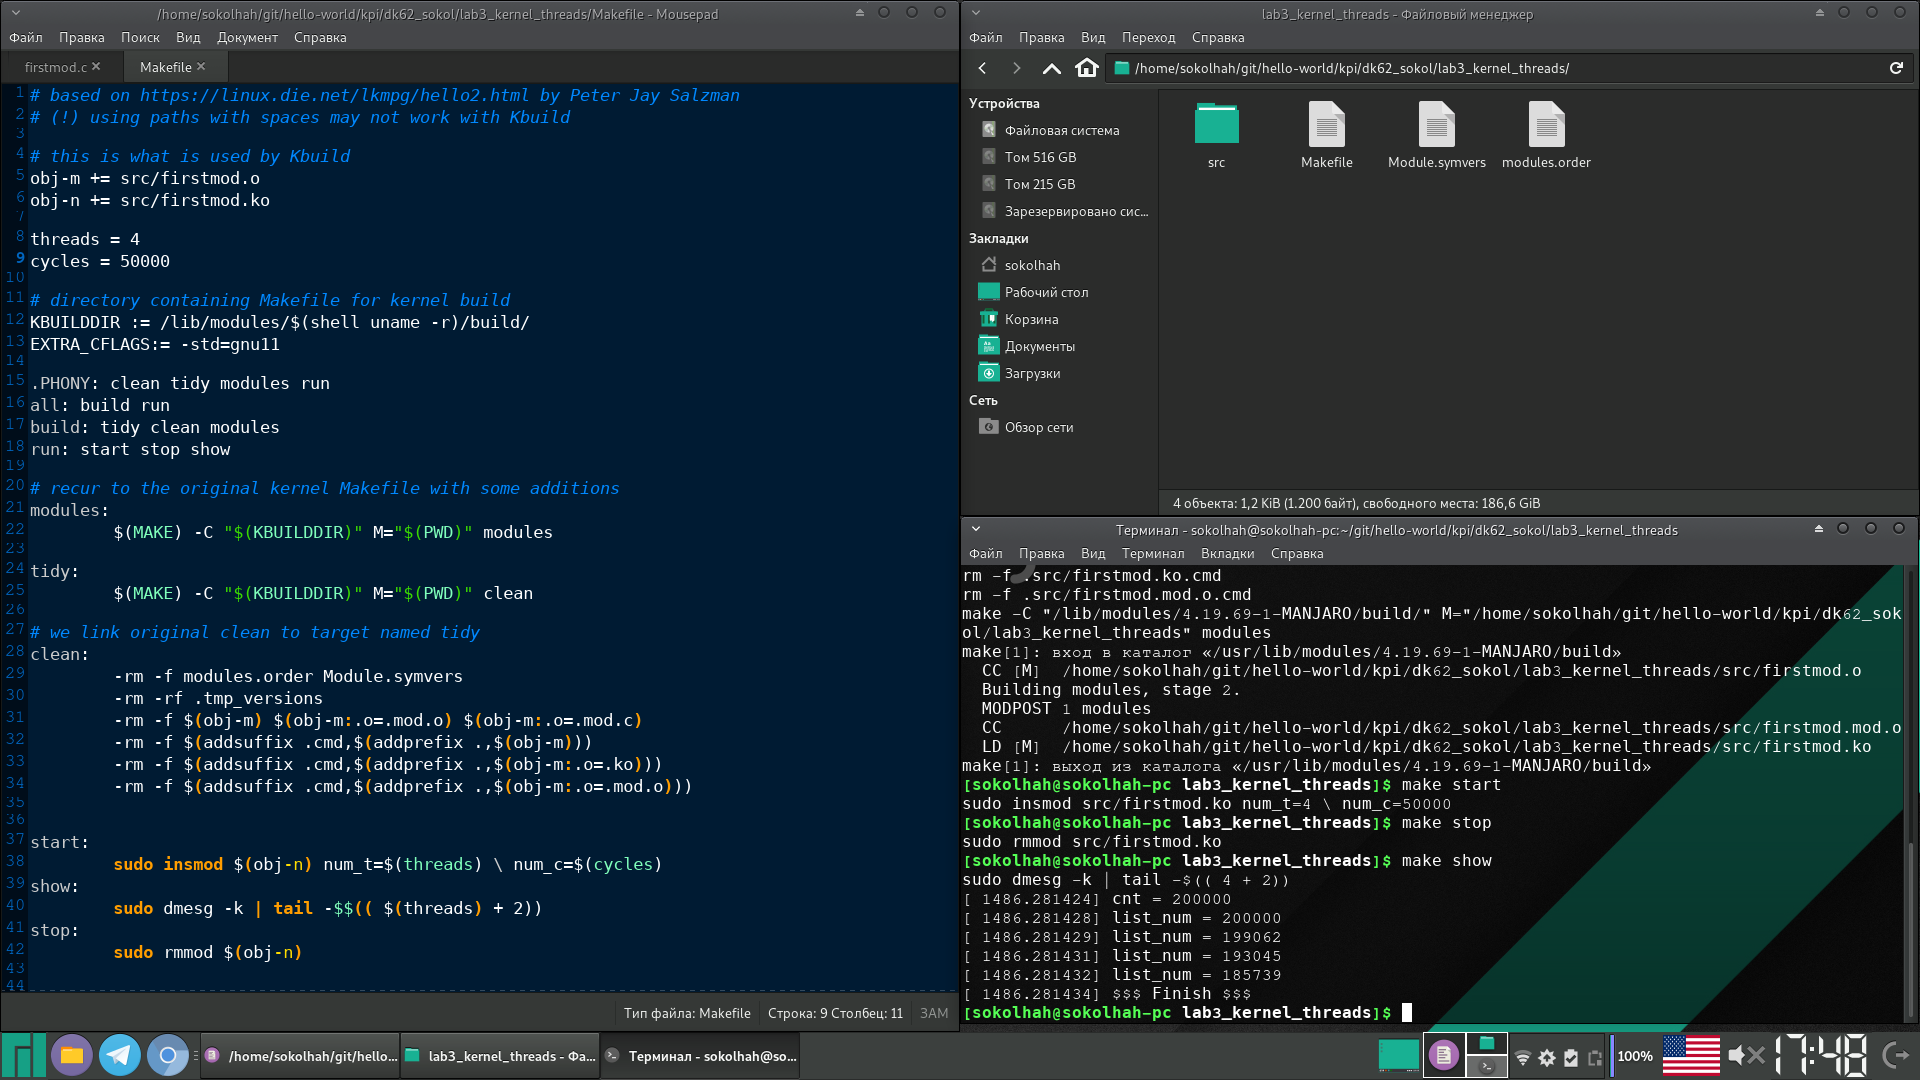 /home/sokolhah/git/hello-world/kpi/dk62_sokol/lab3_kernel_threads/Makefile - Mousepad
Файл Правка Поиск Вид Документ Справка
firstmod.c Makefile
1 # based on https://linux.die.net/lkmpg/hello2.html by Peter Jay Salzman
2 # (!) using paths with spaces may not work with Kbuild
3
4 # this is what is used by Kbuild
5 obj-m += src/firstmod.o
6 obj-n += src/firstmod.ko
7
8 threads = 4
9 cycles = 50000
10
11 # directory containing Makefile for kernel build
12 KBUILDDIR := /lib/modules/$(shell uname -r)/build/
13 EXTRA_CFLAGS:= -std=gnu11
14
15 .PHONY: clean tidy modules run
16 all: build run
17 build: tidy clean modules
18 run: start stop show
19
20 # recur to the original kernel Makefile with some additions
21 modules:
22 $(MAKE) -C "$(KBUILDDIR)" M="$(PWD)" modules
23
24 tidy:
25 $(MAKE) -C "$(KBUILDDIR)" M="$(PWD)" clean
26
27 # we link original clean to target named tidy
28 clean:
29 -rm -f modules.order Module.symvers
30 -rm -rf .tmp_versions
31 -rm -f $(obj-m) $(obj-m:.o=.mod.o) $(obj-m:.o=.mod.c)
32 -rm -f $(addsuffix .cmd,$(addprefix .,$(obj-m)))
33 -rm -f $(addsuffix .cmd,$(addprefix .,$(obj-m:.o=.ko)))
34 -rm -f $(addsuffix .cmd,$(addprefix .,$(obj-m:.o=.mod.o)))
35
36
37 start:
38 sudo insmod $(obj-n) num_t=$(threads) \ num_c=$(cycles)
39 show:
40 sudo dmesg -k | tail -$$(( $(threads) + 2))
41 stop:
42 sudo rmmod $(obj-n)
43
44
Тип файла: Makefile Строка: 9 Столбец: 11 ЗАМ
lab3_kernel_threads - Файловый менеджер
Файл Правка Вид Переход Справка
/home/sokolhah/git/hello-world/kpi/dk62_sokol/lab3_kernel_threads/
Устройства
Файловая система
Том 516 GB
Том 215 GB
Зарезервировано сис...
Закладки
sokolhah
Рабочий стол
Корзина
Документы
Загрузки
Сеть
Обзор сети
src Makefile Module.symvers modules.order
4 объекта: 1,2 KiB (1.200 байт), свободного места: 186,6 GiB
Терминал - sokolhah@sokolhah-pc:~/git/hello-world/kpi/dk62_sokol/lab3_kernel_threads
Файл Правка Вид Терминал Вкладки Справка
rm -f .src/firstmod.ko.cmd
rm -f .src/firstmod.mod.o.cmd
make -C "/lib/modules/4.19.69-1-MANJARO/build/" M="/home/sokolhah/git/hello-world/kpi/dk62_sok
ol/lab3_kernel_threads" modules
make[1]: вход в каталог «/usr/lib/modules/4.19.69-1-MANJARO/build»
CC [M] /home/sokolhah/git/hello-world/kpi/dk62_sokol/lab3_kernel_threads/src/firstmod.o
Building modules, stage 2.
MODPOST 1 modules
CC /home/sokolhah/git/hello-world/kpi/dk62_sokol/lab3_kernel_threads/src/firstmod.mod.o
LD [M] /home/sokolhah/git/hello-world/kpi/dk62_sokol/lab3_kernel_threads/src/firstmod.ko
make[1]: выход из каталога «/usr/lib/modules/4.19.69-1-MANJARO/build»
[sokolhah@sokolhah-pc lab3_kernel_threads]$ make start
sudo insmod src/firstmod.ko num_t=4 \ num_c=50000
[sokolhah@sokolhah-pc lab3_kernel_threads]$ make stop
sudo rmmod src/firstmod.ko
[sokolhah@sokolhah-pc lab3_kernel_threads]$ make show
sudo dmesg -k | tail -$(( 4 + 2))
[ 1486.281424] cnt = 200000
[ 1486.281428] list_num = 200000
[ 1486.281429] list_num = 199062
[ 1486.281431] list_num = 193045
[ 1486.281432] list_num = 185739
[ 1486.281434] $$$ Finish $$$
[sokolhah@sokolhah-pc lab3_kernel_threads]$
/home/sokolhah/git/hello... lab3_kernel_threads - Фа... Терминал - sokolhah@so... 100% 17:48